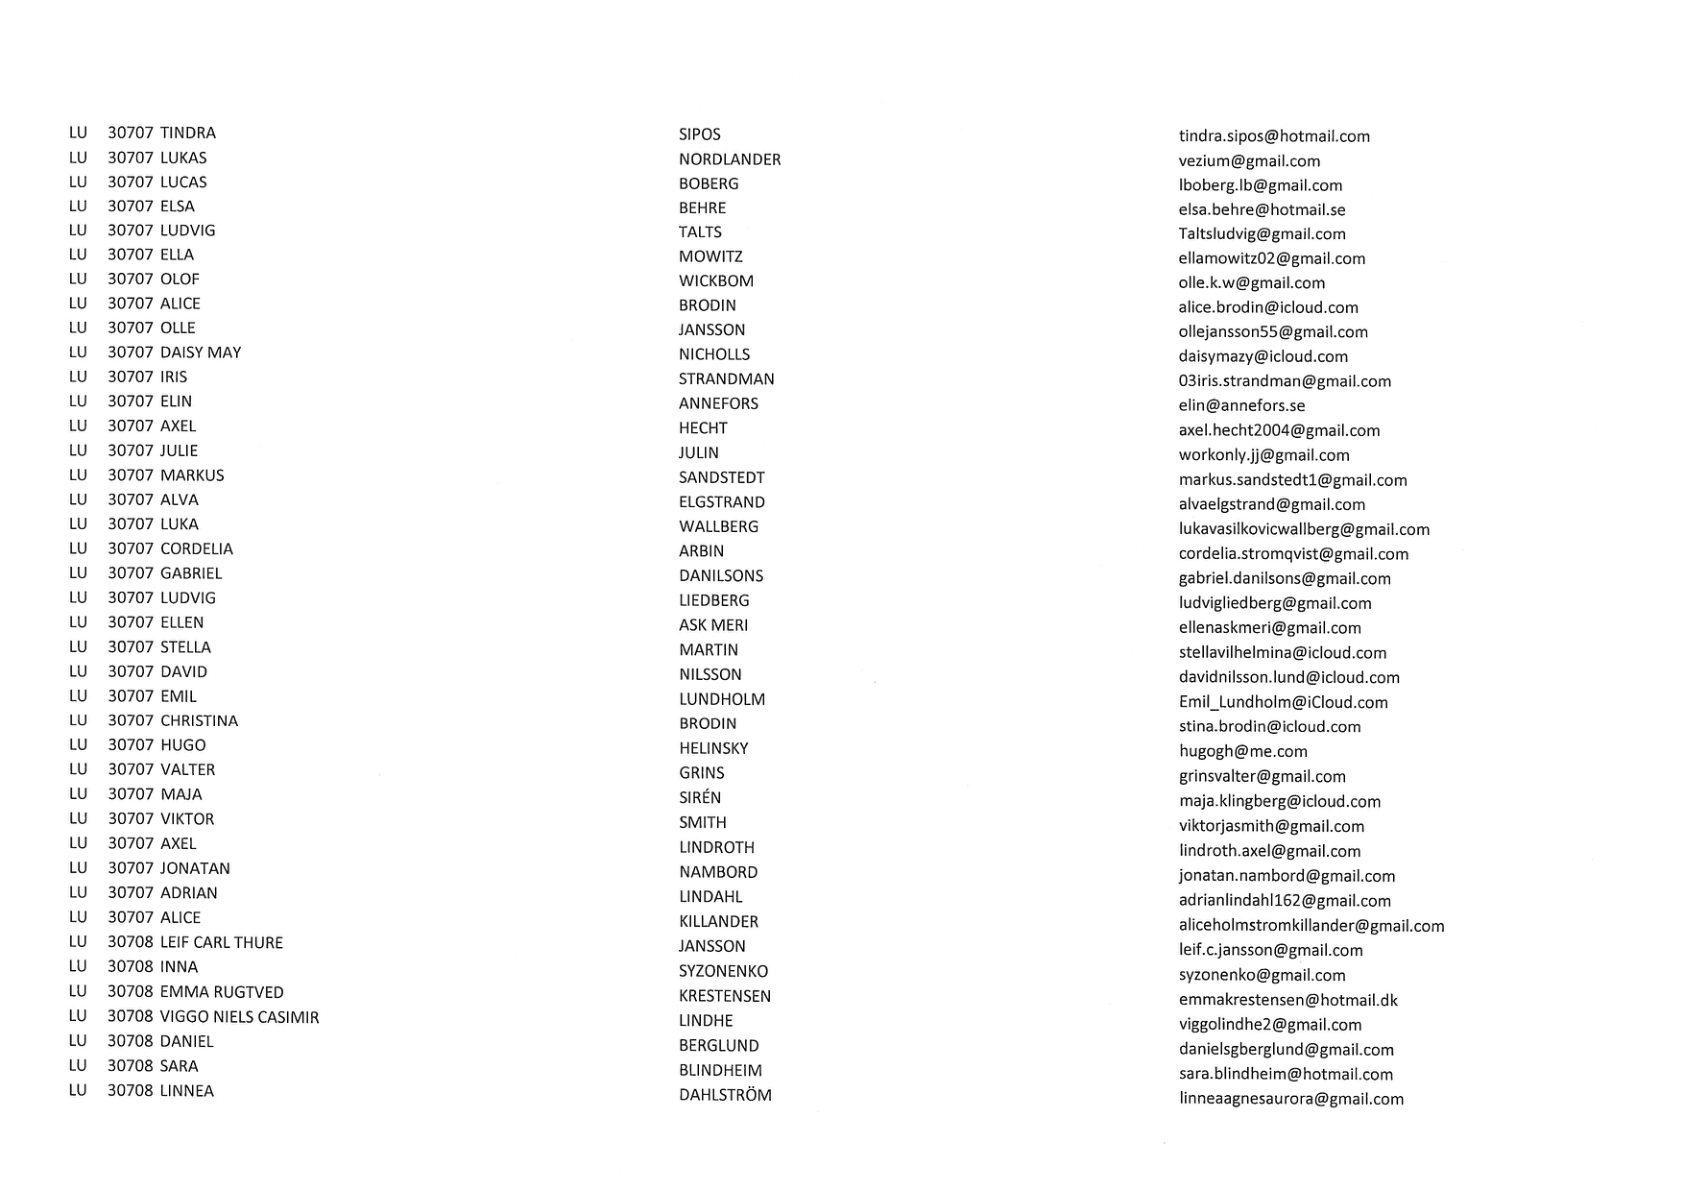 LU 30707 TINDRA SIPOS tindra.sipos@hotmail.com
LU 30707 LUKAS NORDLANDER vezium@gmail.com
LU 30707 LUCAS BOBERG lboberg.lb@gmail.com
LU 30707 ELSA BEHRE elsa.behre@hotmail.se
LU 30707 LUDVIG TALTS Taltsludvig@gmail.com
LU 30707 ELLA MOWITZ ellamowitz02@gmail.com
LU 30707 OLOF WICKBOM olle.k.w@gmail.com
LU 30707 ALICE BRODIN alice.brodin@icloud.com
LU 30707 OLLE JANSSON ollejansson55@gmail.com
LU 30707 DAISY MAY NICHOLLS daisymazy@icloud.com
LU 30707 IRIS STRANDMAN 03iris.strandman@gmail.com
LU 30707 ELIN ANNEFORS elin@annefors.se
LU 30707 AXEL HECHT axel.hecht2004@gmail.com
LU 30707 JULIE JULIN workonly.jj@gmail.com
LU 30707 MARKUS SANDSTEDT markus.sandstedt1@gmail.com
LU 30707 ALVA ELGSTRAND alvaelgstrand@gmail.com
LU 30707 LUKA WALLBERG lukavasilkovicwallberg@gmail.com
LU 30707 CORDELIA ARBIN cordelia.stromqvist@gmail.com
LU 30707 GABRIEL DANILSONS gabriel.danilsons@gmail.com
LU 30707 LUDVIG LIEDBERG ludvigliedberg@gmail.com
LU 30707 ELLEN ASK MERI ellenaskmeri@gmail.com
LU 30707 STELLA MARTIN stellavilhelmina@icloud.com
LU 30707 DAVID NILSSON davidnilsson.lund@icloud.com
LU 30707 EMIL LUNDHOLM Emil_Lundholm@iCloud.com
LU 30707 CHRISTINA BRODIN stina.brodin@icloud.com
LU 30707 HUGO HELINSKY hugogh@me.com
LU 30707 VALTER GRINS grinsvalter@gmail.com
LU 30707 MAJA SIRÉN maja.klingberg@icloud.com
LU 30707 VIKTOR SMITH viktorjasmith@gmail.com
LU 30707 AXEL LINDROTH lindroth.axel@gmail.com
LU 30707 JONATAN NAMBORD jonatan.nambord@gmail.com
LU 30707 ADRIAN LINDAHL adrianlindahl162@gmail.com
LU 30707 ALICE KILLANDER aliceholmstromkillander@gmail.com
LU 30708 LEIF CARL THURE JANSSON leif.c.jansson@gmail.com
LU 30708 INNA SYZONENKO syzonenko@gmail.com
LU 30708 EMMA RUGTVED KRESTENSEN emmakrestensen@hotmail.dk
LU 30708 VIGGO NIELS CASIMIR LINDHE viggolindhe2@gmail.com
LU 30708 DANIEL BERGLUND danielsgberglund@gmail.com
LU 30708 SARA BLINDHEIM sara.blindheim@hotmail.com
LU 30708 LINNEA DAHLSTRÖM linneaagnesaurora@gmail.com